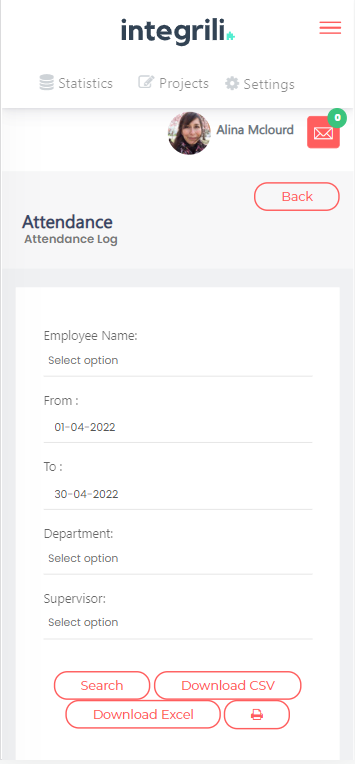 integrili
Statistics Projects Settings
Alina Mclourd 0
Back
Attendance
Attendance Log
Employee Name:
Select option
From :
01-04-2022
To :
30-04-2022
Department:
Select option
Supervisor:
Select option
Search Download CSV
Download Excel